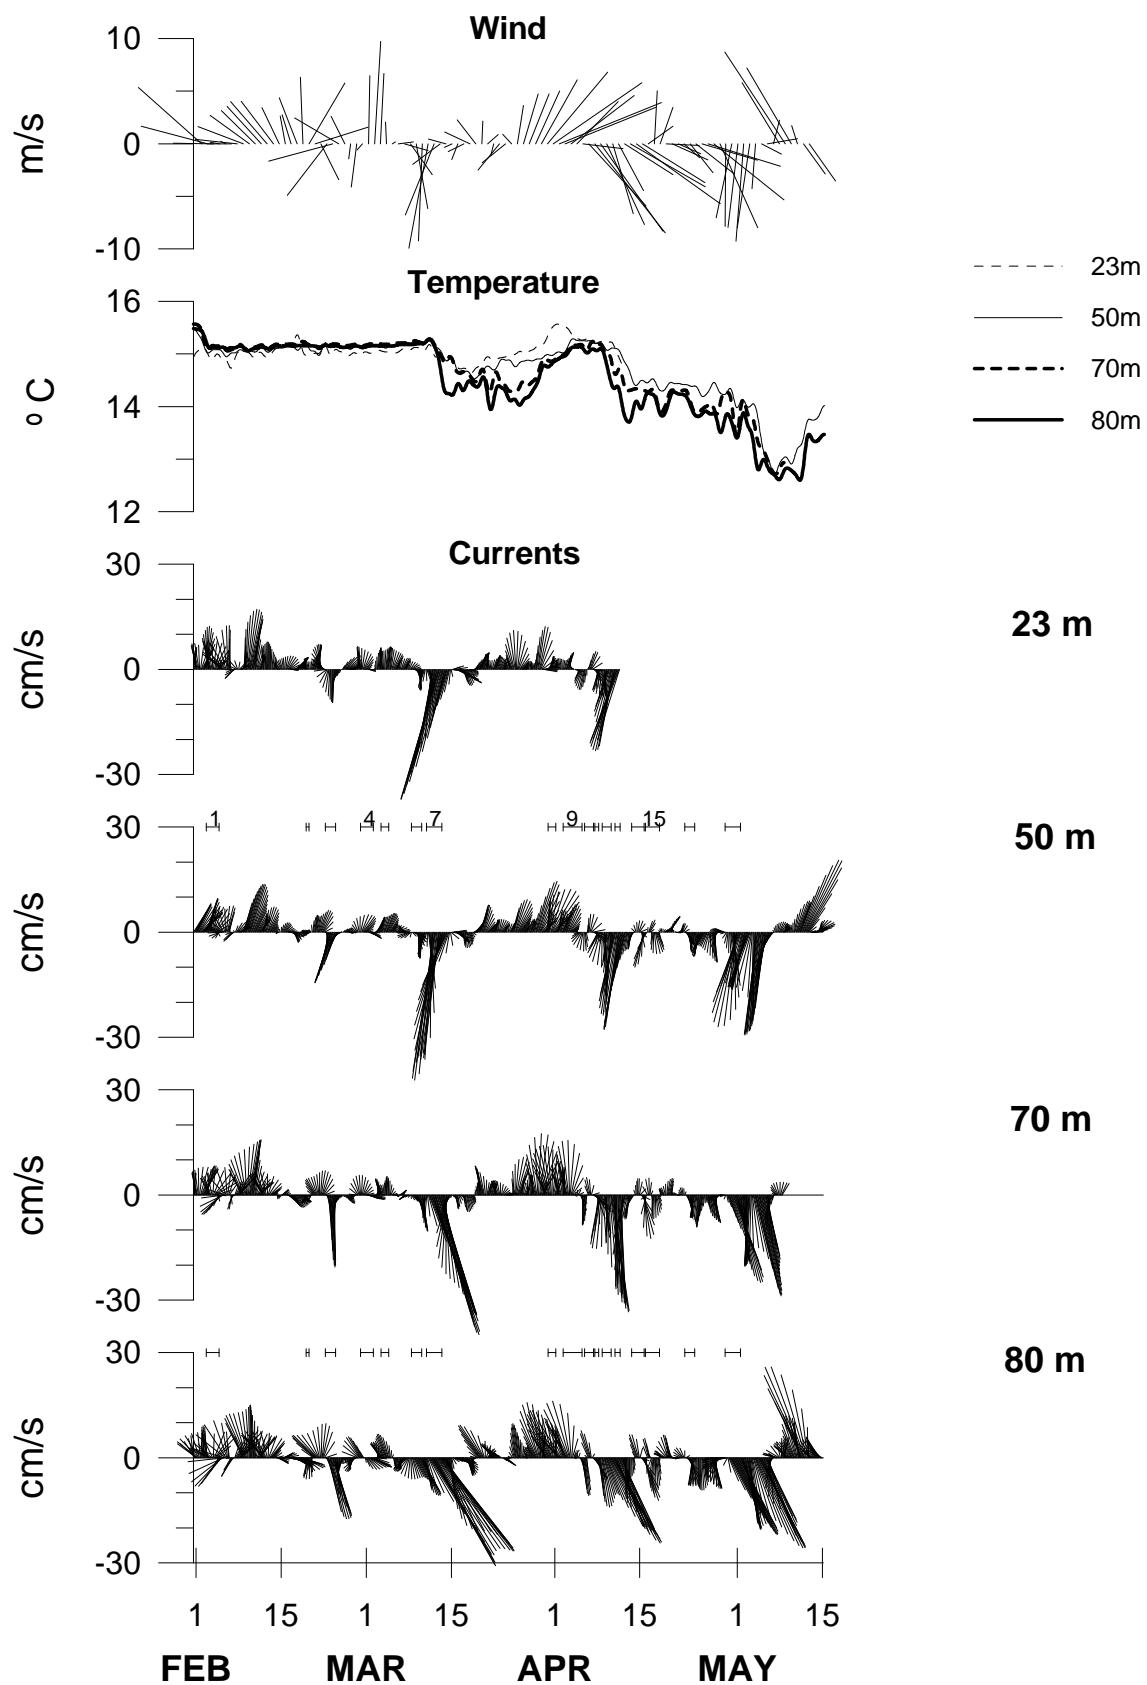 Wind
10
0
-10
m/s
Temperature
16
14
12
º C
23m
50m
70m
80m
Currents
30
0
-30
cm/s
23 m
1 4 7 9 15
30
0
-30
cm/s
50 m
30
0
-30
cm/s
70 m
30
0
-30
cm/s
80 m
1 15 1 15 1 15 1 15
FEB MAR APR MAY